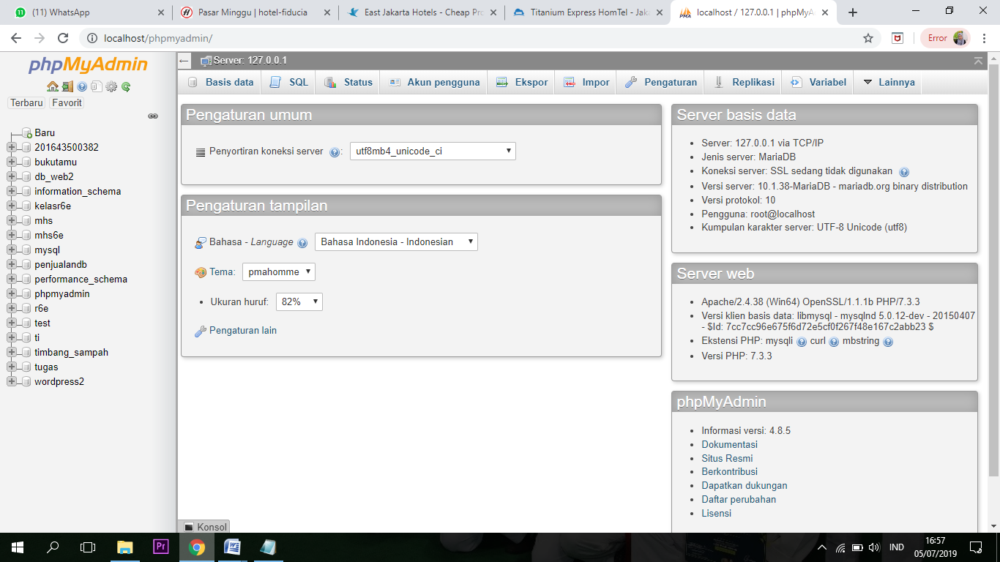 (11) WhatsApp
Pasar Minggu | hotel-fiducia
East Jakarta Hotels - Cheap Pro
Titanium Express HomTel - Jaka
localhost / 127.0.0.1 | phpMyA
localhost/phpmyadmin/
Error
phpMyAdmin
Terbaru Favorit
Baru
201643500382
bukutamu
db_web2
information_schema
kelasr6e
mhs
mhs6e
mysql
penjualandb
performance_schema
phpmyadmin
r6e
test
ti
timbang_sampah
tugas
wordpress2
Server: 127.0.0.1
Basis data SQL Status Akun pengguna Ekspor Impor Pengaturan Replikasi Variabel Lainnya
Pengaturan umum
Penyortiran koneksi server : utf8mb4_unicode_ci
Pengaturan tampilan
Bahasa - Language Bahasa Indonesia - Indonesian
Tema: pmahomme
• Ukuran huruf: 82%
Pengaturan lain
Server basis data
• Server: 127.0.0.1 via TCP/IP
• Jenis server: MariaDB
• Koneksi server: SSL sedang tidak digunakan
• Versi server: 10.1.38-MariaDB - mariadb.org binary distribution
• Versi protokol: 10
• Pengguna: root@localhost
• Kumpulan karakter server: UTF-8 Unicode (utf8)
Server web
• Apache/2.4.38 (Win64) OpenSSL/1.1.1b PHP/7.3.3
• Versi klien basis data: libmysql - mysqlnd 5.0.12-dev - 20150407
- $Id: 7cc7cc96e675f6d72e5cf0f267f48e167c2abb23 $
• Ekstensi PHP: mysqli curl mbstring
• Versi PHP: 7.3.3
phpMyAdmin
• Informasi versi: 4.8.5
• Dokumentasi
• Situs Resmi
• Berkontribusi
• Dapatkan dukungan
• Daftar perubahan
• Lisensi
Konsol
Pr
IND
16:57
05/07/2019